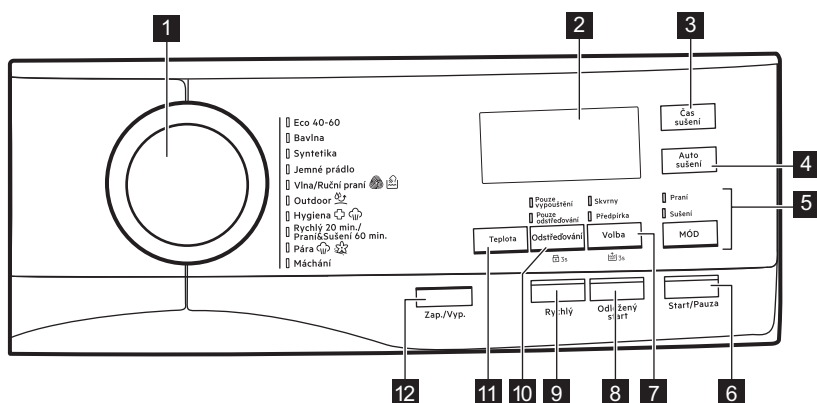 1
2
3
Čas
sušení
Auto
sušení
4
Eco 40-60
Bavlna
Syntetika
Jemné prádlo
Vlna/Ruční praní
Outdoor
Hygiena
Rychlý 20 min./
Praní&Sušení 60 min.
Pára
Máchání
Pouze
vypouštění
Pouze
odstřeďování
Skvrny
Předpírka
Praní
Sušení
5
Teplota
Odstřeďování
Volba
MÓD
3s
3s
Zap./Vyp.
Rychlý
Odložený
start
Start/Pauza
12
11
10
9
8
7
6